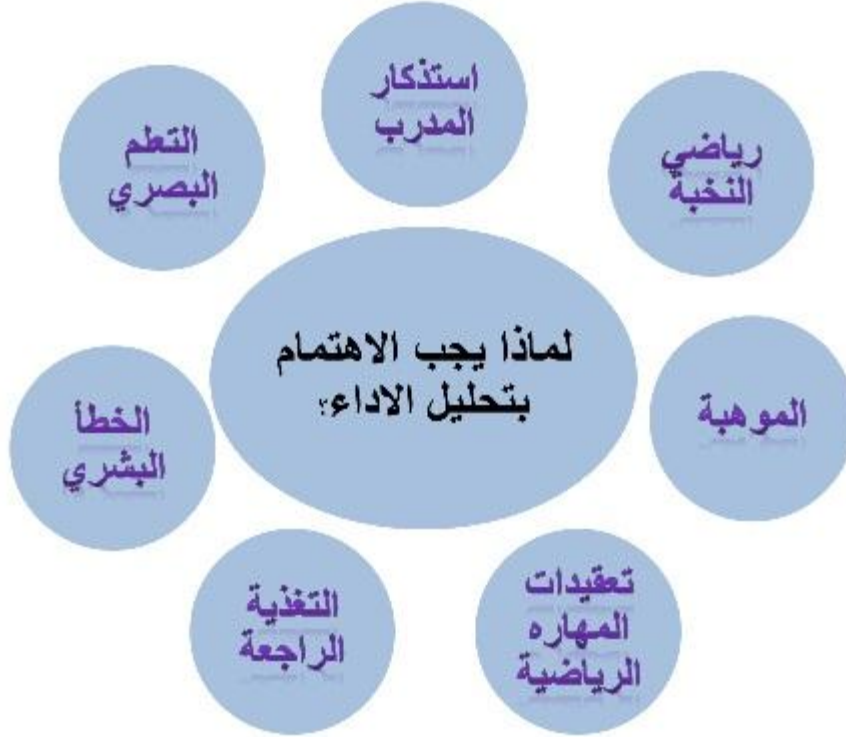 لماذا يجب الاهتمام
بتحليل الاداء؟
استذكار
المدرب
رياضي
النخبة
الموهبة
تعقيدات
المهاره
الرياضية
التغذية
الراجعة
الخطأ
البشري
التعلم
البصري